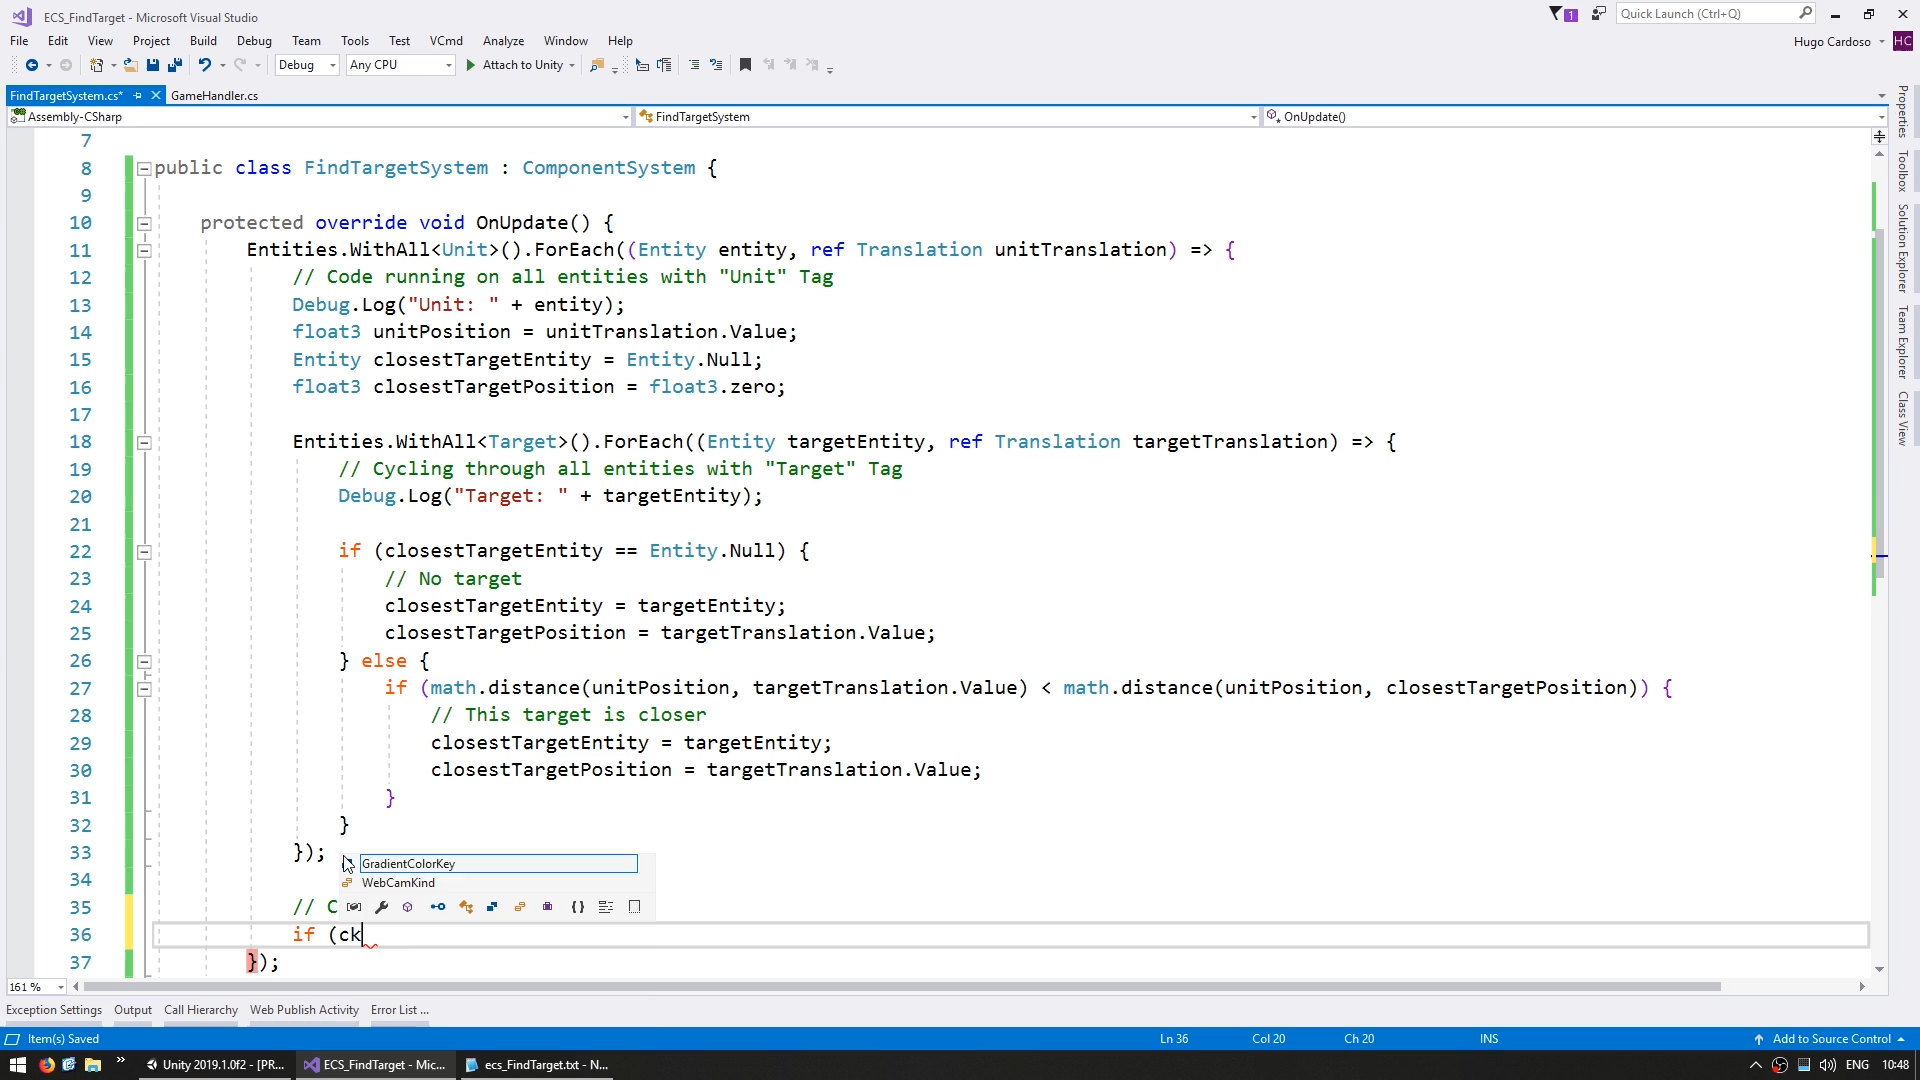 ECS_FindTarget - Microsoft Visual Studio
1
Quick Launch (Ctrl+Q)
File Edit View Project Build Debug Team Tools Test VCmd Analyze Window Help
Hugo Cardoso HC
Debug Any CPU Attach to Unity
FindTargetSystem.cs* GameHandler.cs
Assembly-CSharp FindTargetSystem OnUpdate()
7
8 public class FindTargetSystem : ComponentSystem {
9
10 protected override void OnUpdate() {
11 Entities.WithAll<Unit>().ForEach((Entity entity, ref Translation unitTranslation) => {
12 // Code running on all entities with "Unit" Tag
13 Debug.Log("Unit: " + entity);
14 float3 unitPosition = unitTranslation.Value;
15 Entity closestTargetEntity = Entity.Null;
16 float3 closestTargetPosition = float3.zero;
17
18 Entities.WithAll<Target>().ForEach((Entity targetEntity, ref Translation targetTranslation) => {
19 // Cycling through all entities with "Target" Tag
20 Debug.Log("Target: " + targetEntity);
21
22 if (closestTargetEntity == Entity.Null) {
23 // No target
24 closestTargetEntity = targetEntity;
25 closestTargetPosition = targetTranslation.Value;
26 } else {
27 if (math.distance(unitPosition, targetTranslation.Value) < math.distance(unitPosition, closestTargetPosition)) {
28 // This target is closer
29 closestTargetEntity = targetEntity;
30 closestTargetPosition = targetTranslation.Value;
31 }
32 }
33 });
GradientColorKey
WebCamKind
34
35 // C
36 if (ck
37 });
Properties
Toolbox
Solution Explorer
Team Explorer
Class View
161 %
Exception Settings Output Call Hierarchy Web Publish Activity Error List ...
Item(s) Saved Ln 36 Col 20 Ch 20 INS Add to Source Control
Unity 2019.1.0f2 - [PR... ECS_FindTarget - Mic... ecs_FindTarget.txt - N... ENG 10:48